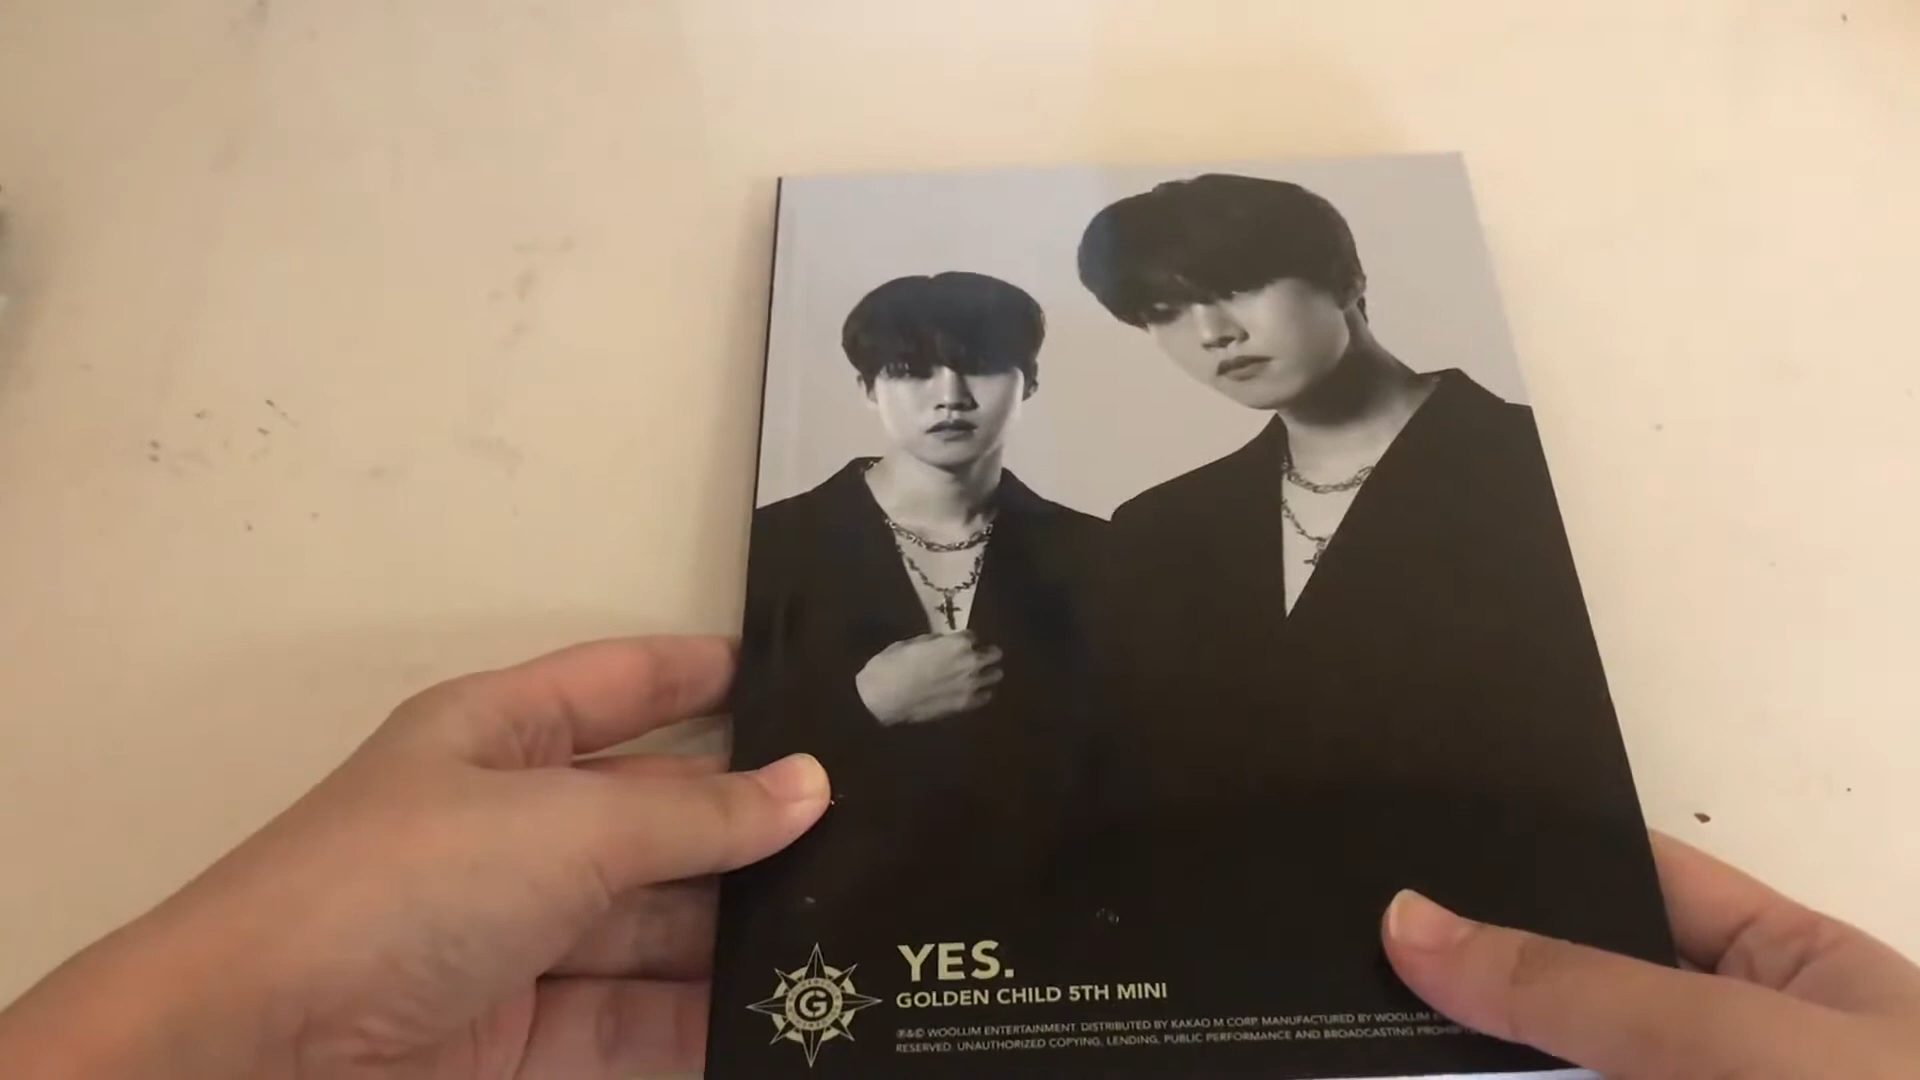 YES.
GOLDEN CHILD 5TH MINI
G
℗&© WOOLLIM ENTERTAINMENT DISTRIBUTED BY KAKAO M CORP. MANUFACTURED BY WOOLLIM
RESERVED. UNAUTHORIZED COPYING, LENDING, PUBLIC PERFORMANCE AND BROADCASTING